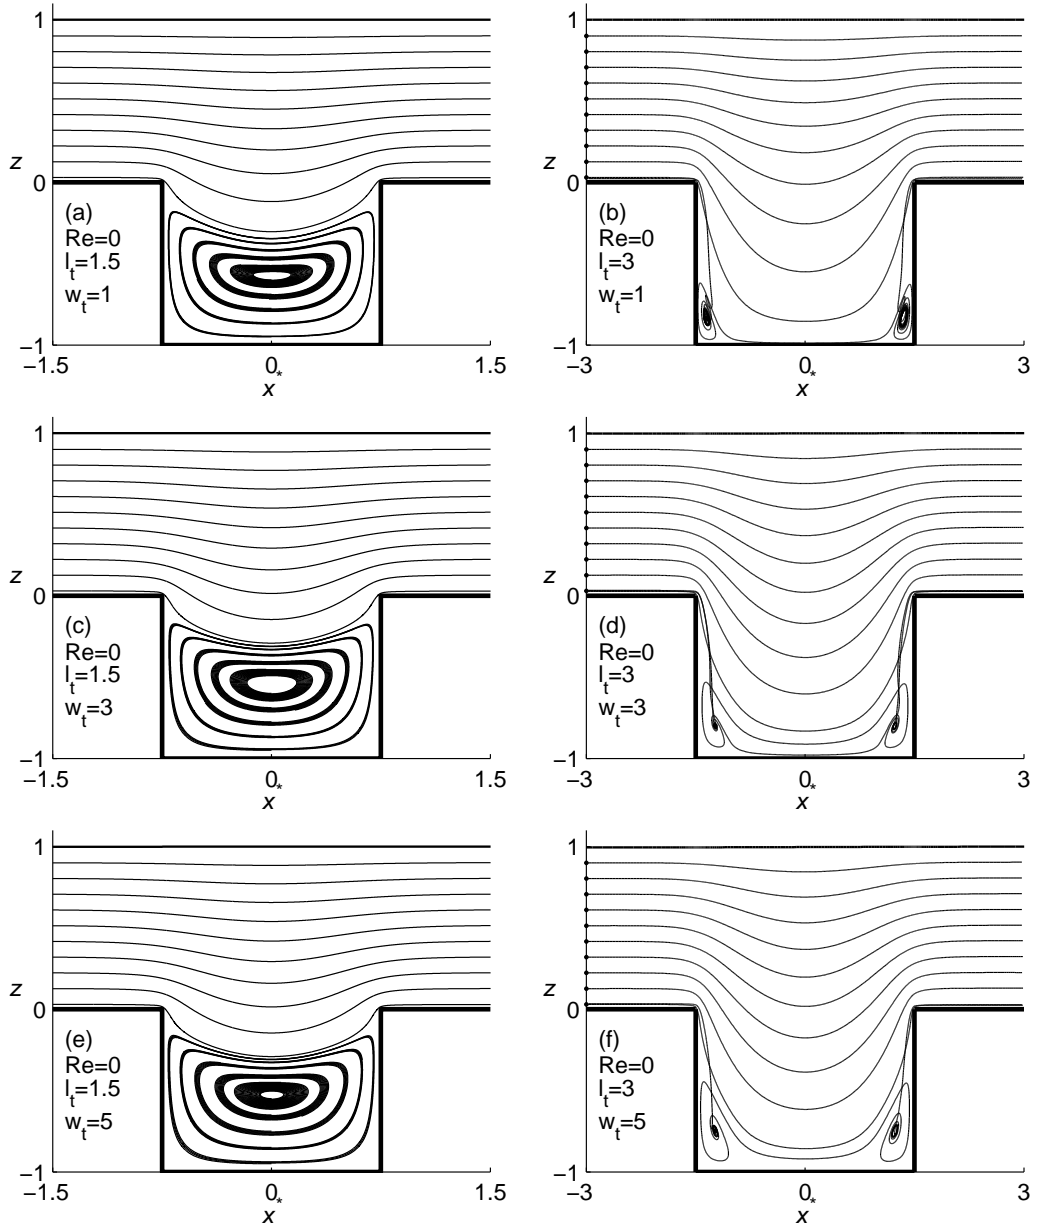 1
z
0
(a)
Re=0
l_t=1.5
w_t=1
−1
−1.5 0 1.5
x*
1
z
0
(b)
Re=0
l_t=3
w_t=1
−1
−3 0 3
x*
1
z
0
(c)
Re=0
l_t=1.5
w_t=3
−1
−1.5 0 1.5
x*
1
z
0
(d)
Re=0
l_t=3
w_t=3
−1
−3 0 3
x*
1
z
0
(e)
Re=0
l_t=1.5
w_t=5
−1
−1.5 0 1.5
x*
1
z
0
(f)
Re=0
l_t=3
w_t=5
−1
−3 0 3
x*